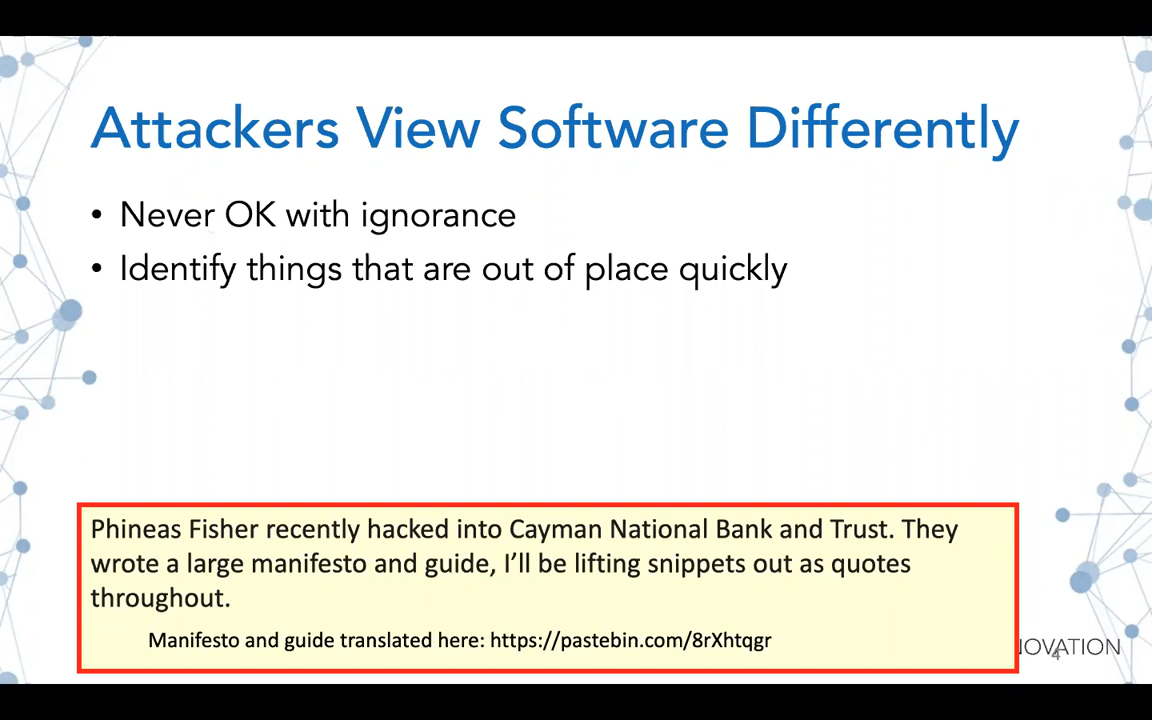 Attackers View Software Differently
• Never OK with ignorance
• Identify things that are out of place quickly
Phineas Fisher recently hacked into Cayman National Bank and Trust. They
wrote a large manifesto and guide, I'll be lifting snippets out as quotes
throughout.
Manifesto and guide translated here: https://pastebin.com/8rXhtqgr
NOVATION
4